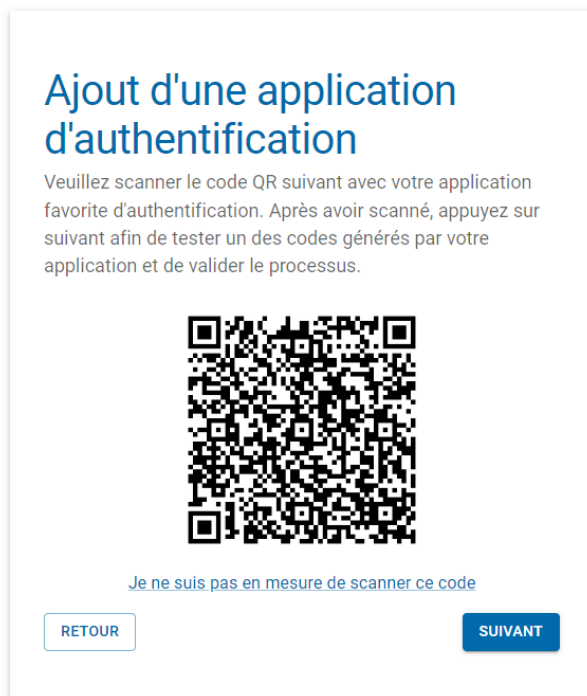 Ajout d'une application
d'authentification
Veuillez scanner le code QR suivant avec votre application
favorite d'authentification. Après avoir scanné, appuyez sur
suivant afin de tester un des codes générés par votre
application et de valider le processus.
Je ne suis pas en mesure de scanner ce code
RETOUR
SUIVANT